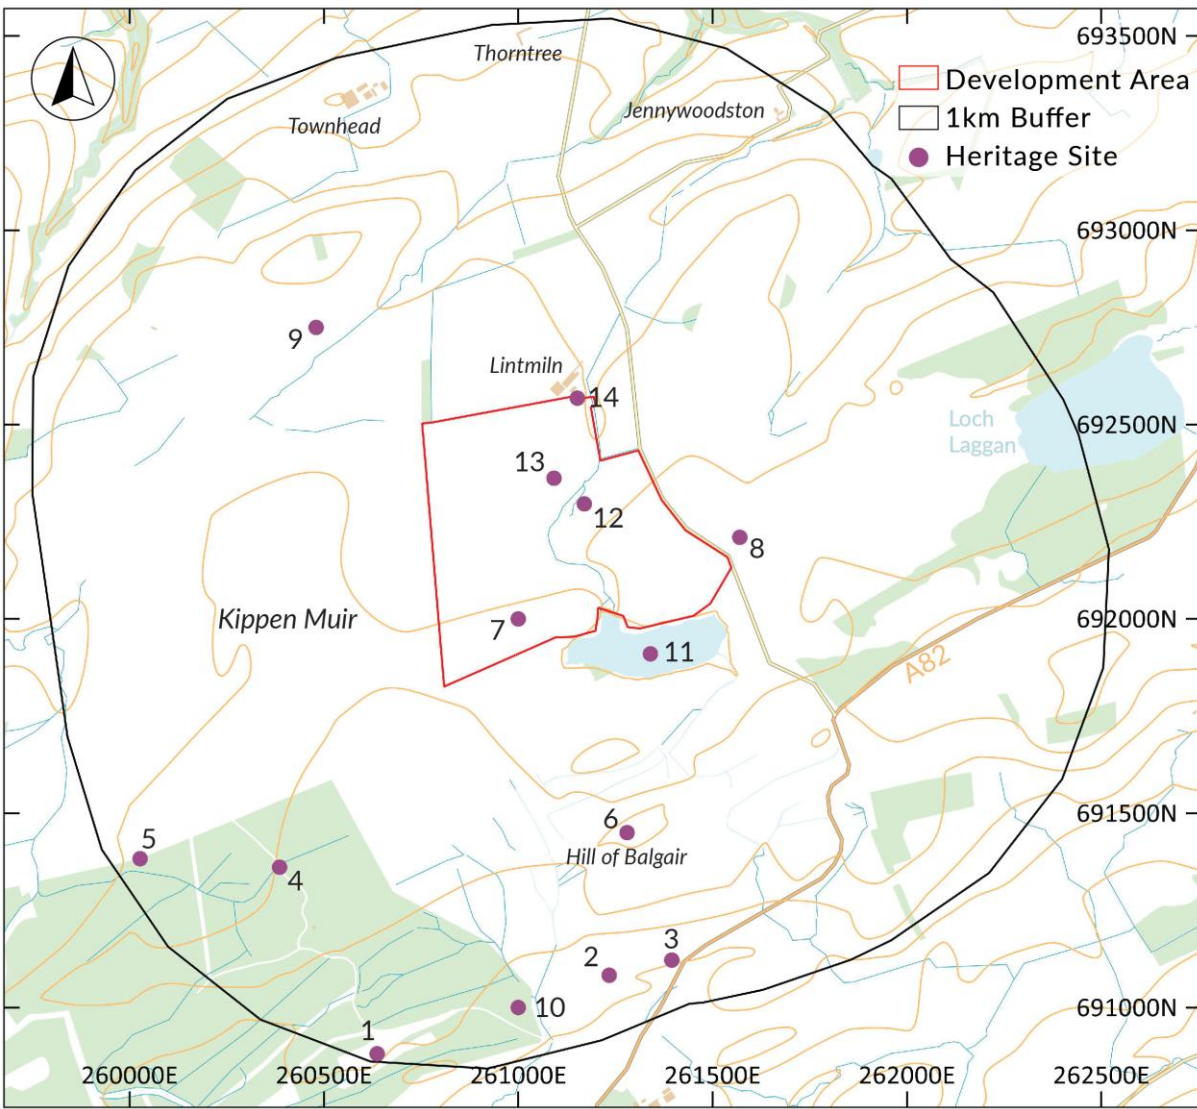 693500N
Thorntree
Development Area
Jennywoodston
1km Buffer
Townhead
Heritage Site
693000N
9
Lintmiln
14
Loch
Laggan
692500N
13
12
8
Kippen Muir
7
692000N
11
A82
5
6
691500N
Hill of Balgair
4
3
2
10
691000N
1
260000E
260500E
261000E
261500E
262000E
262500E